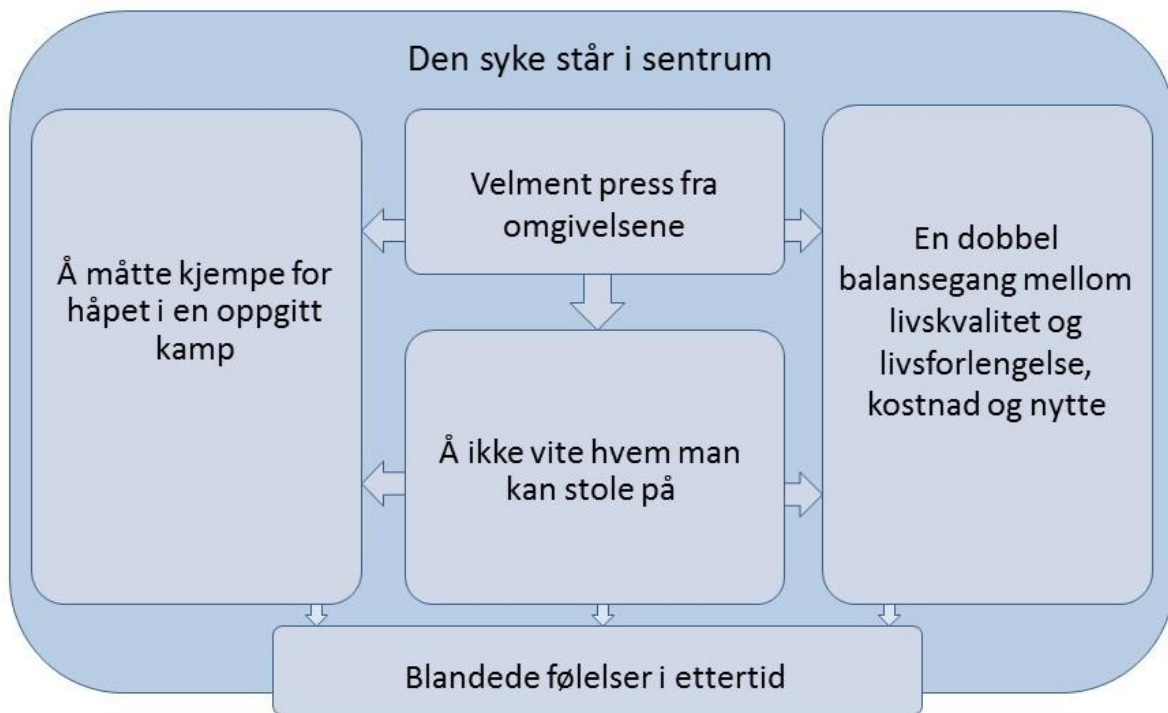 Den syke står i sentrum
Velment press fra
omgivelsene
Å måtte kjempe for
håpet i en oppgitt
kamp
En dobbel
balansegang mellom
livskvalitet og
livsforlengelse,
kostnad og nytte
Å ikke vite hvem man
kan stole på
Blandede følelser i ettertid